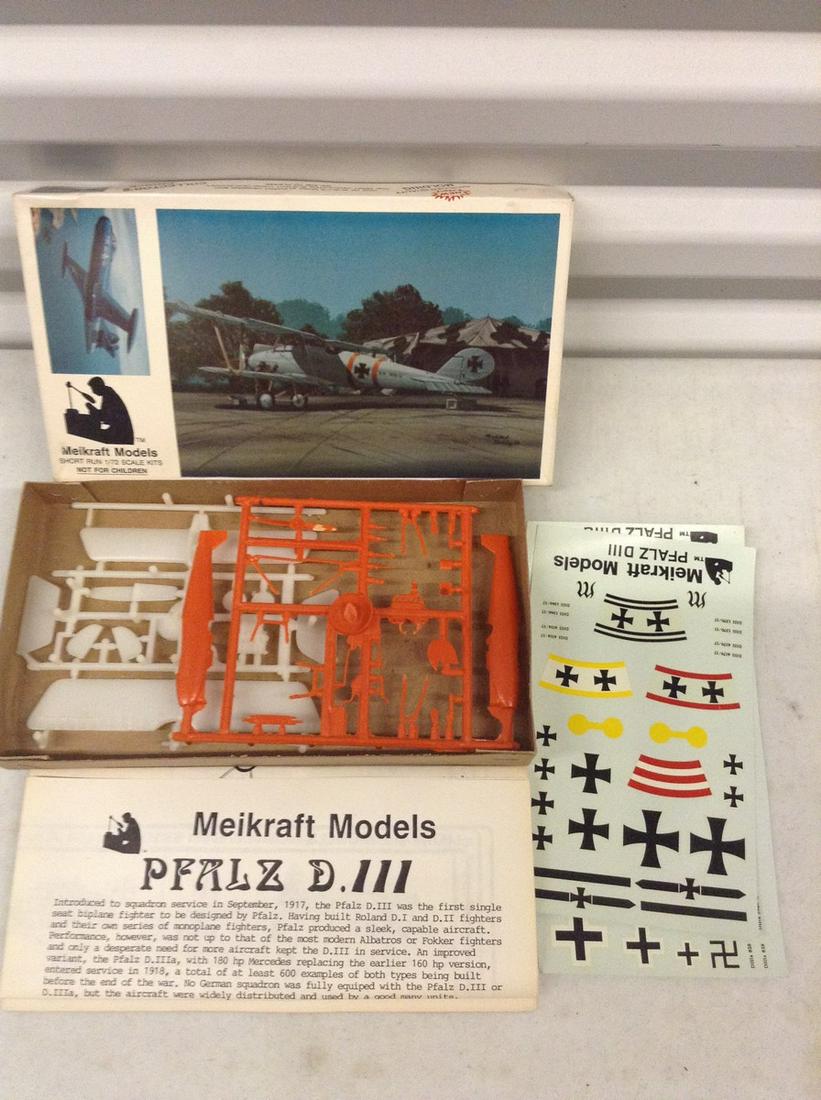 Meikraft Models
SHORT RUN 1/72 SCALE KITS
NOT FOR CHILDREN
TM
PFALZ DIII
TM PFALZ DIII
Meikraft Models
Meikraft Models
PFALZ D.III
Introduced to squadron service in September, 1917, the Pfalz D.III was the first single
seat biplane fighter to be designed by Pfalz. Having built Roland D.I and D.II fighters
and their own series of monoplane fighters, Pfalz produced a sleek, capable aircraft.
Performance, however, was not up to that of the most modern Albatros or Fokker fighters
and only a desperate need for more aircraft kept the D.III in service. An improved
variant, the Pfalz D.IIIa, with 180 hp Mercedes replacing the earlier 160 hp version,
entered service in 1918, a total of at least 600 examples of both types being built
before the end of the war. No German squadron was fully equiped with the Pfalz D.III or
D.IIIa, but the aircraft were widely distributed and used by a good many units.